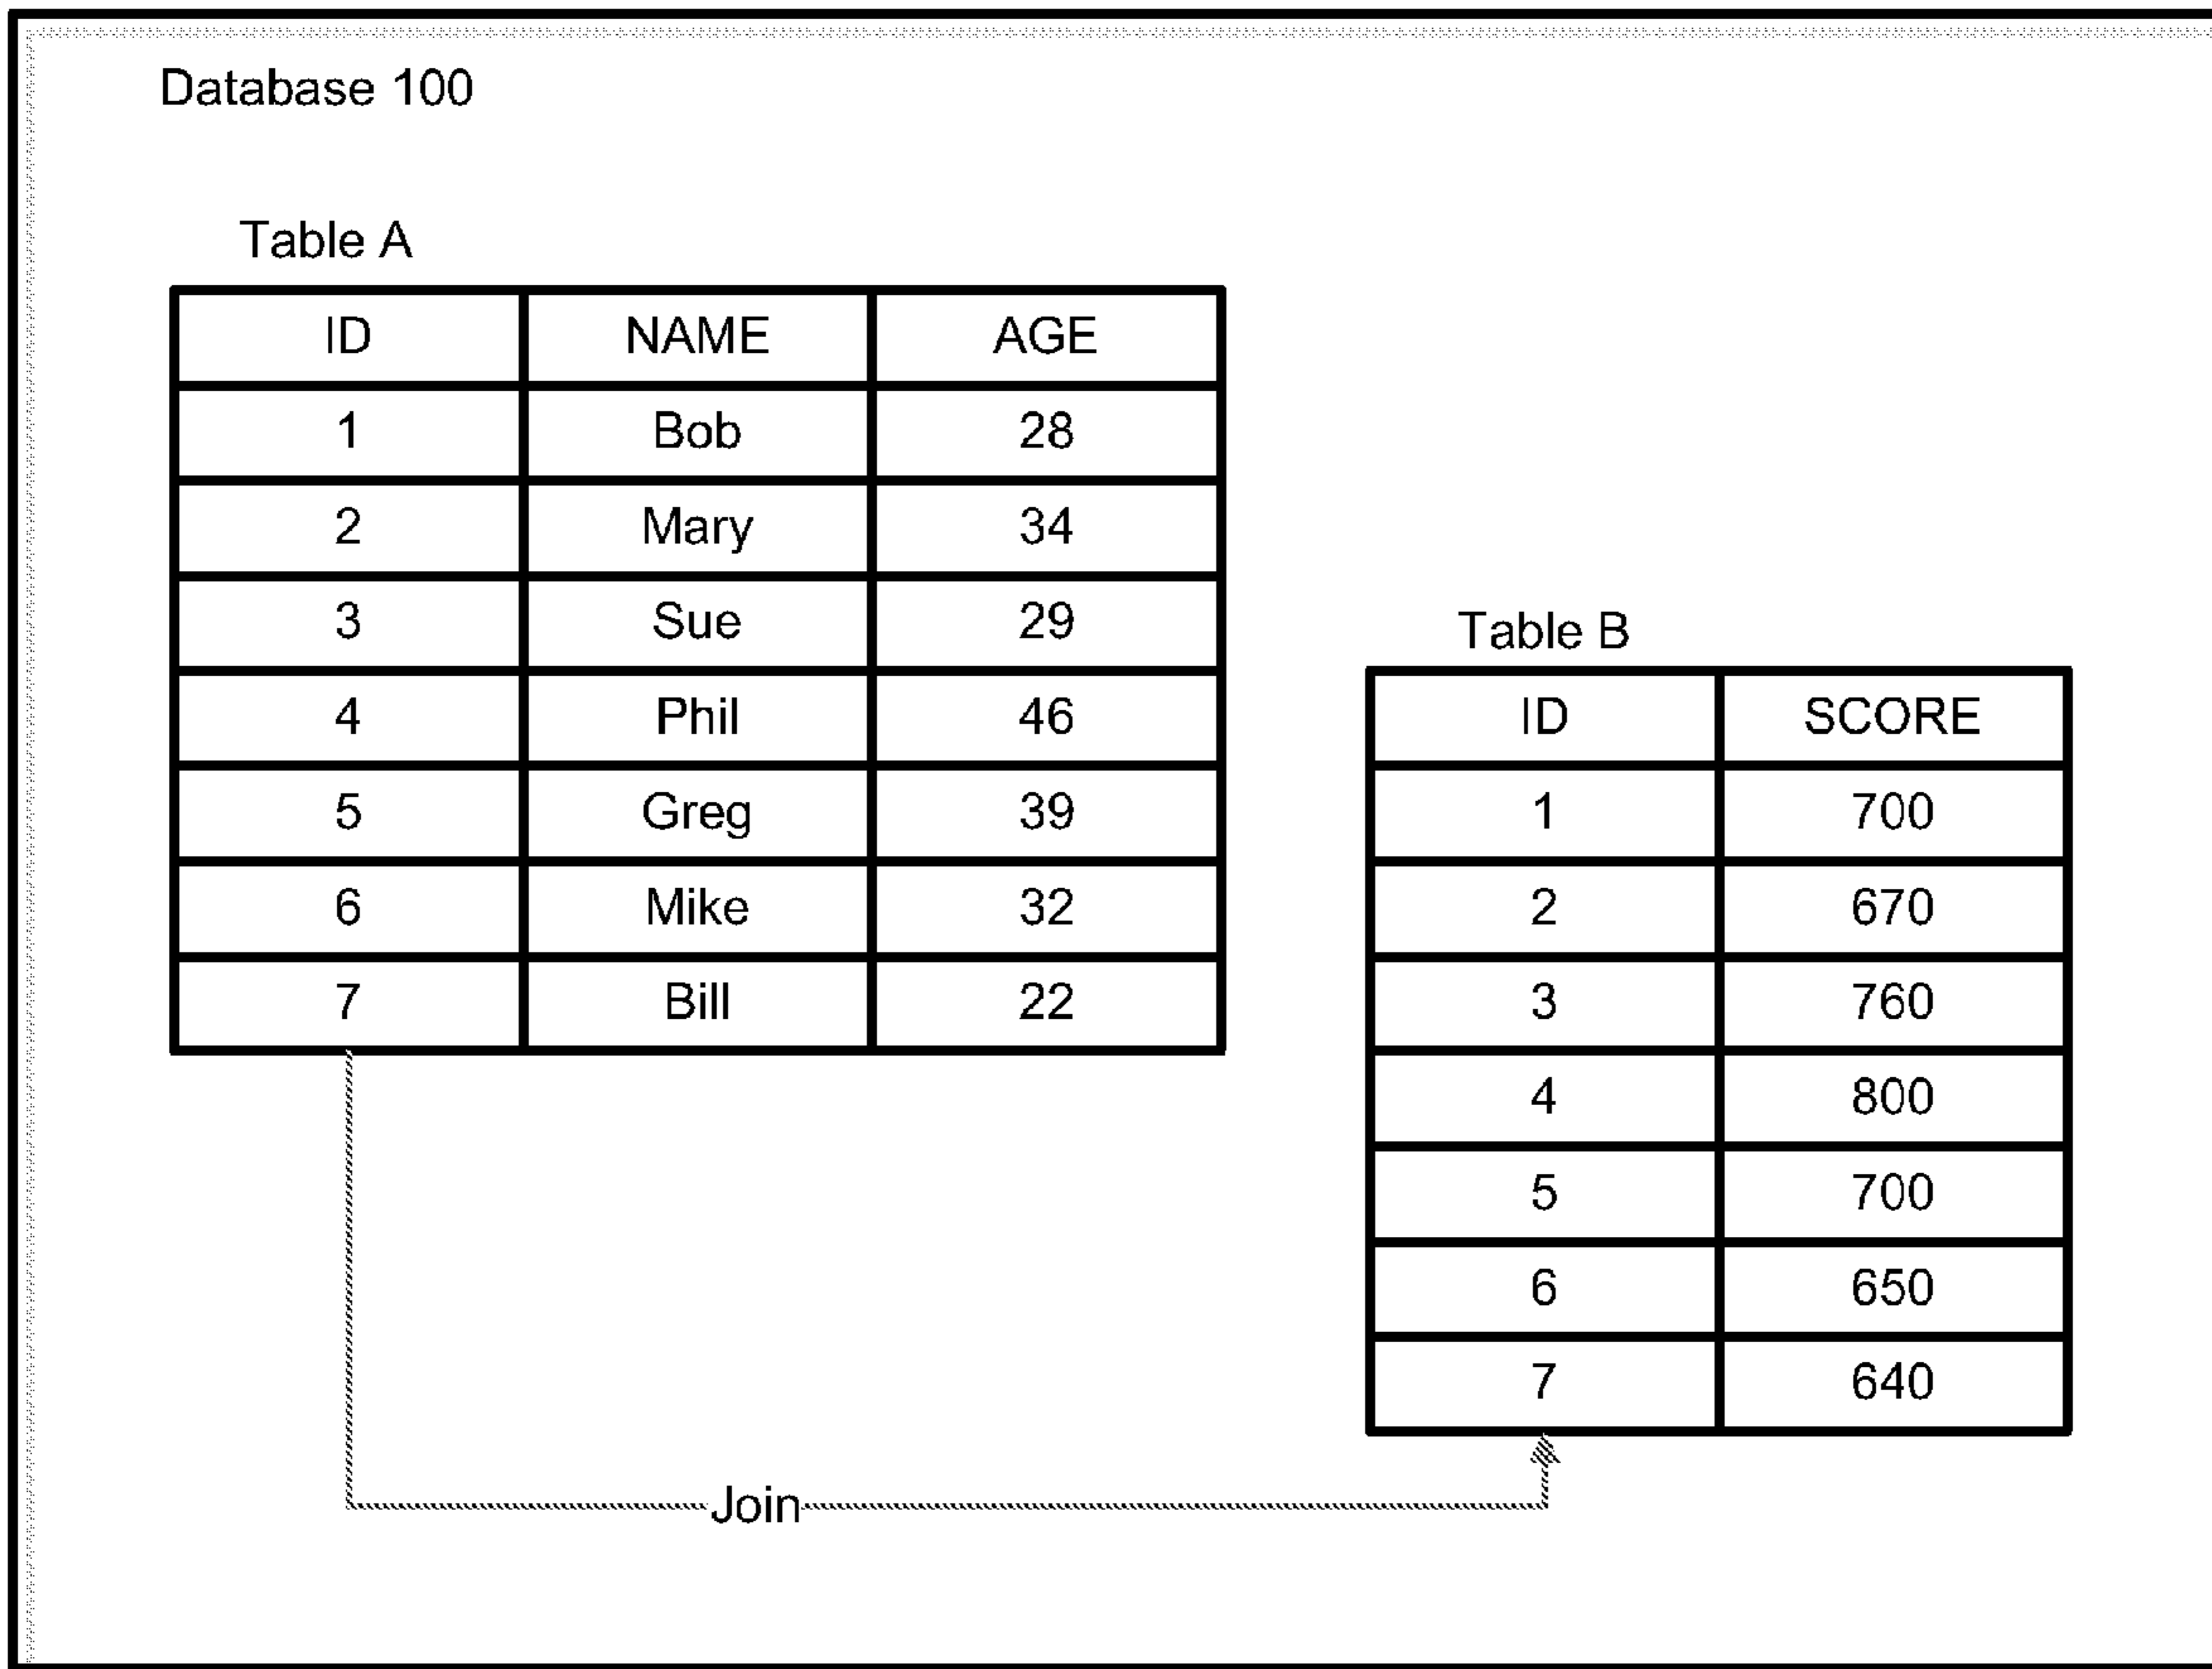 Database 100
Table A
ID NAME AGE
1 Bob 28
2 Mary 34
3 Sue 29
4 Phil 46
5 Greg 39
6 Mike 32
7 Bill 22
Table B
ID SCORE
1 700
2 670
3 760
4 800
5 700
6 650
7 640
Join